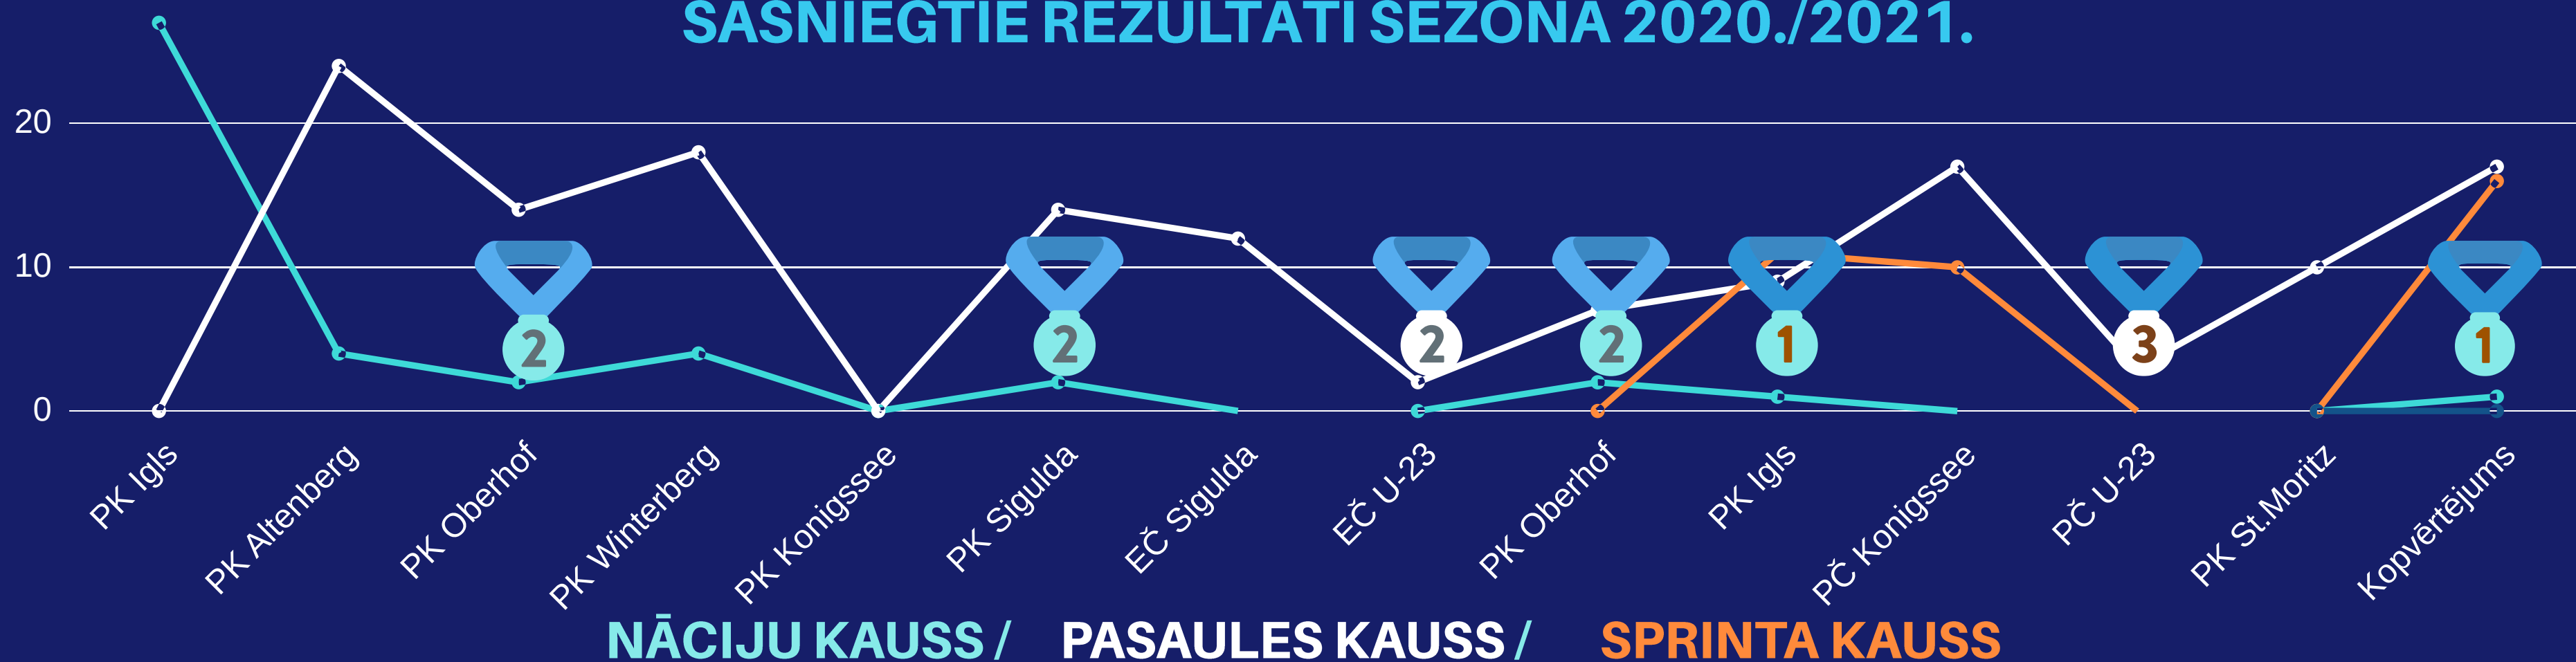 SASNIEGTIE REZULTĀTI SEZONĀ 2020./2021.
20
10
0
2
2
2
2
1
3
1
PK Igls
PK Altenberg
PK Oberhof
PK Winterberg
PK Konigssee
PK Sigulda
EČ Sigulda
EČ U-23
PK Oberhof
PK Igls
PČ Konigssee
PČ U-23
PK St.Moritz
Kopvērtējums
NĀCIJU KAUSS / PASAULES KAUSS / SPRINTA KAUSS